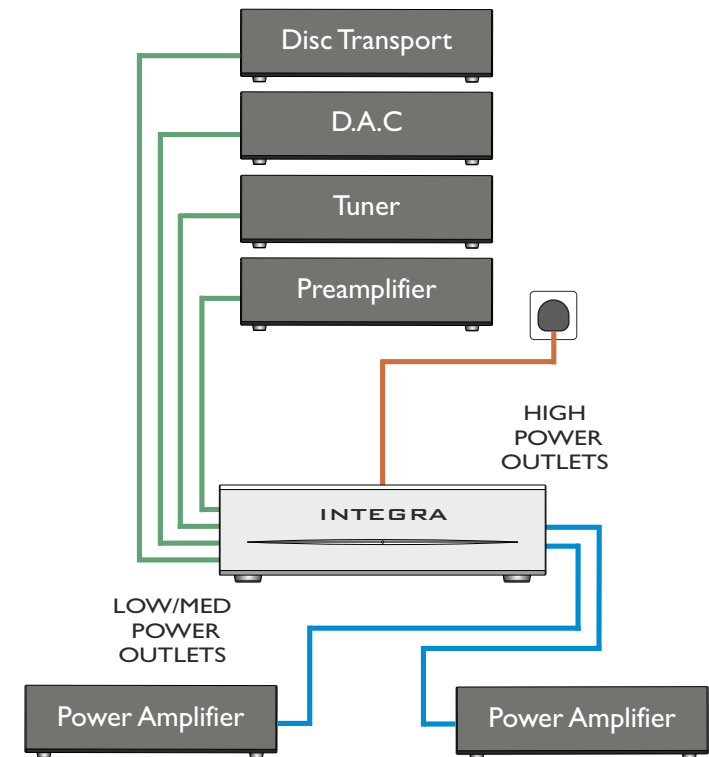 Disc Transport
D.A.C
Tuner
Preamplifier
HIGH
POWER
OUTLETS
INTEGRA
LOW/MED
POWER
OUTLETS
Power Amplifier
Power Amplifier